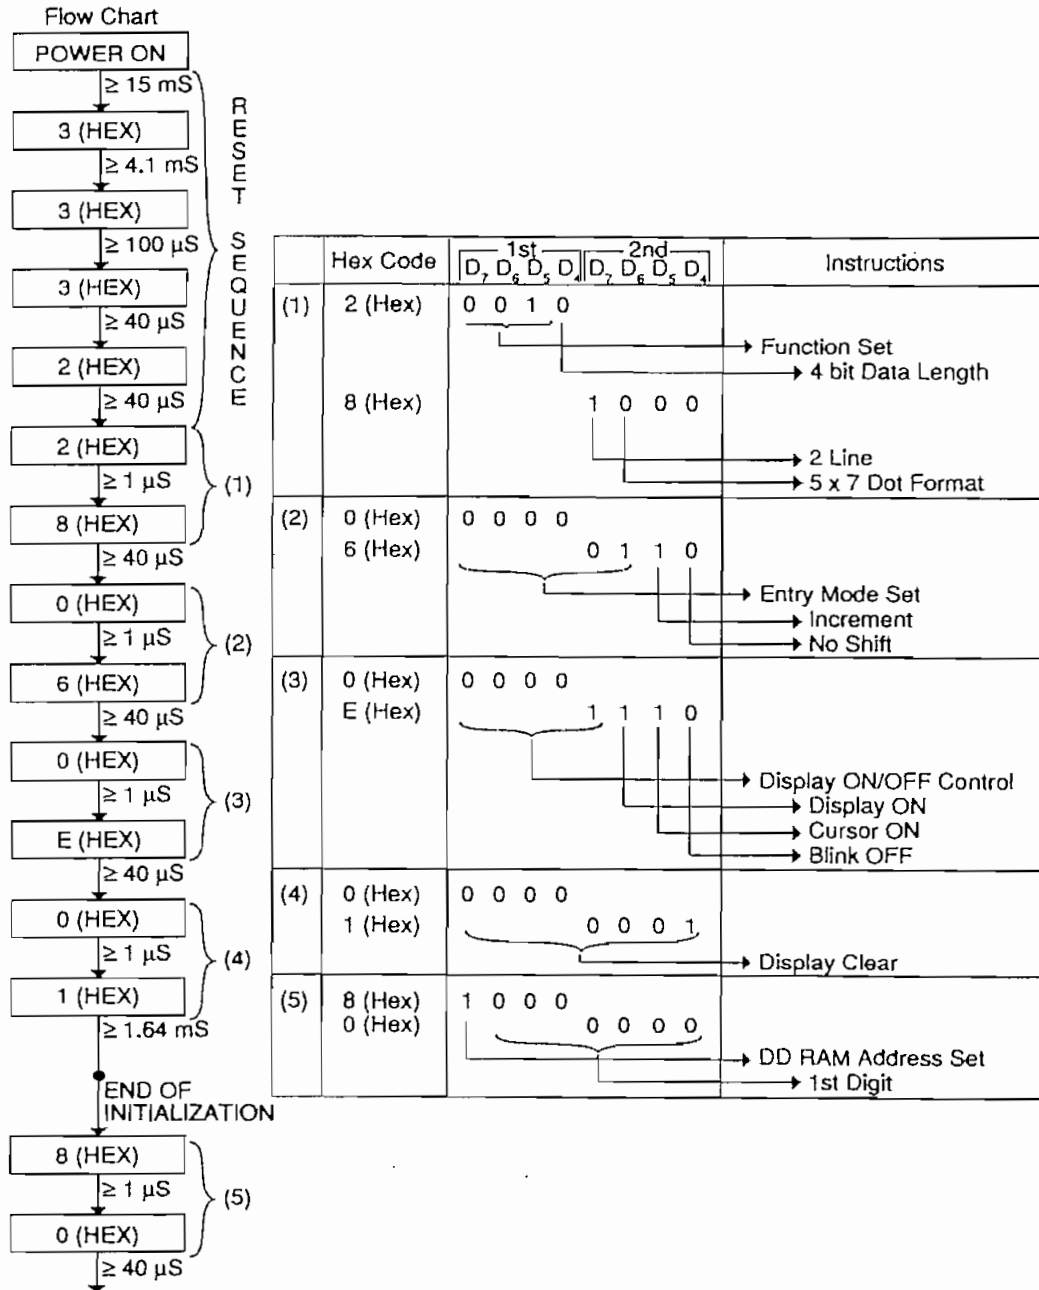 Flow Chart
POWER ON
≥ 15 mS
3 (HEX)
≥ 4.1 mS
3 (HEX)
≥ 100 µS
3 (HEX)
≥ 40 µS
2 (HEX)
≥ 40 µS
RESET SEQUENCE
2 (HEX)
≥ 1 µS
(1)
8 (HEX)
≥ 40 µS
0 (HEX)
≥ 1 µS
(2)
6 (HEX)
≥ 40 µS
0 (HEX)
≥ 1 µS
(3)
E (HEX)
≥ 40 µS
0 (HEX)
≥ 1 µS
(4)
1 (HEX)
≥ 1.64 mS
END OF
INITIALIZATION
8 (HEX)
≥ 1 µS
(5)
0 (HEX)
≥ 40 µS
Hex Code 1st 2nd Instructions
D7 D6 D5 D4 D7 D6 D5 D4
(1) 2 (Hex) 0 0 1 0
Function Set
4 bit Data Length
8 (Hex) 1 0 0 0
2 Line
5 x 7 Dot Format
(2) 0 (Hex) 0 0 0 0
6 (Hex) 0 1 1 0
Entry Mode Set
Increment
No Shift
(3) 0 (Hex) 0 0 0 0
E (Hex) 1 1 1 0
Display ON/OFF Control
Display ON
Cursor ON
Blink OFF
(4) 0 (Hex) 0 0 0 0
1 (Hex) 0 0 0 1
Display Clear
(5) 8 (Hex) 1 0 0 0
0 (Hex) 0 0 0 0
DD RAM Address Set
1st Digit